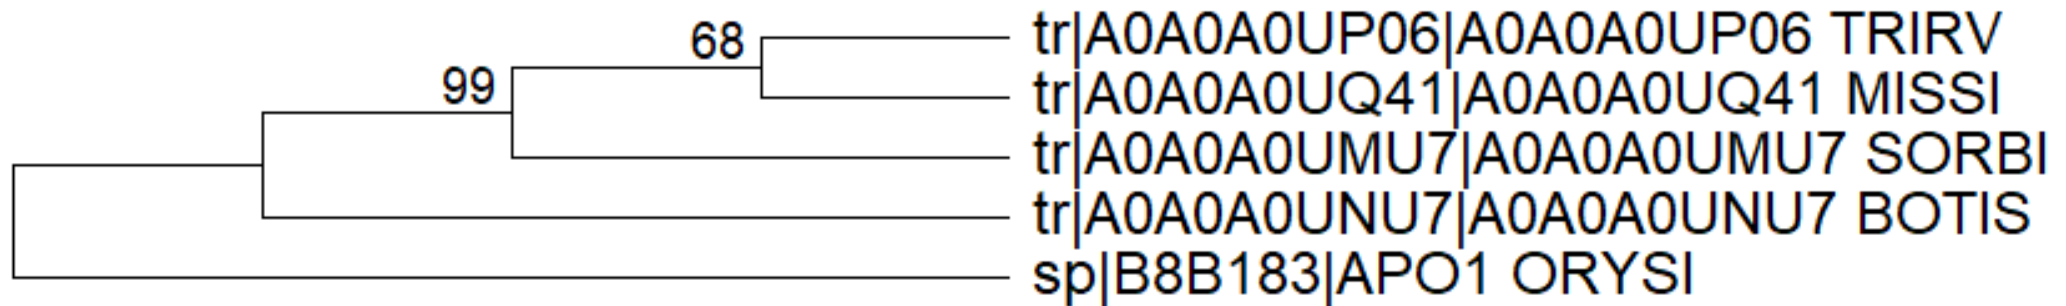 68
tr|A0A0A0UP06|A0A0A0UP06 TRIRV
99
tr|A0A0A0UQ41|A0A0A0UQ41 MISSI
tr|A0A0A0UMU7|A0A0A0UMU7 SORBI
tr|A0A0A0UNU7|A0A0A0UNU7 BOTIS
sp|B8B183|APO1 ORYSI